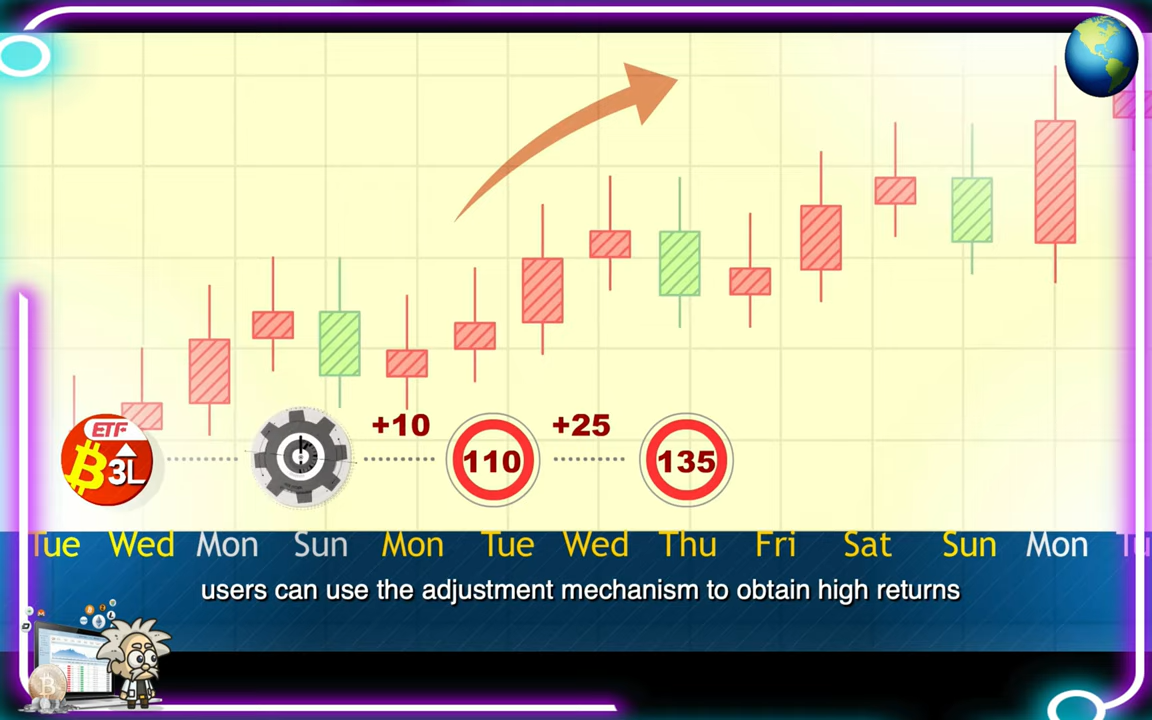 +10
+25
ETF
3L
110
135
Tue Wed Mon Sun Mon Tue Wed Thu Fri Sat Sun Mon Tu
users can use the adjustment mechanism to obtain high returns